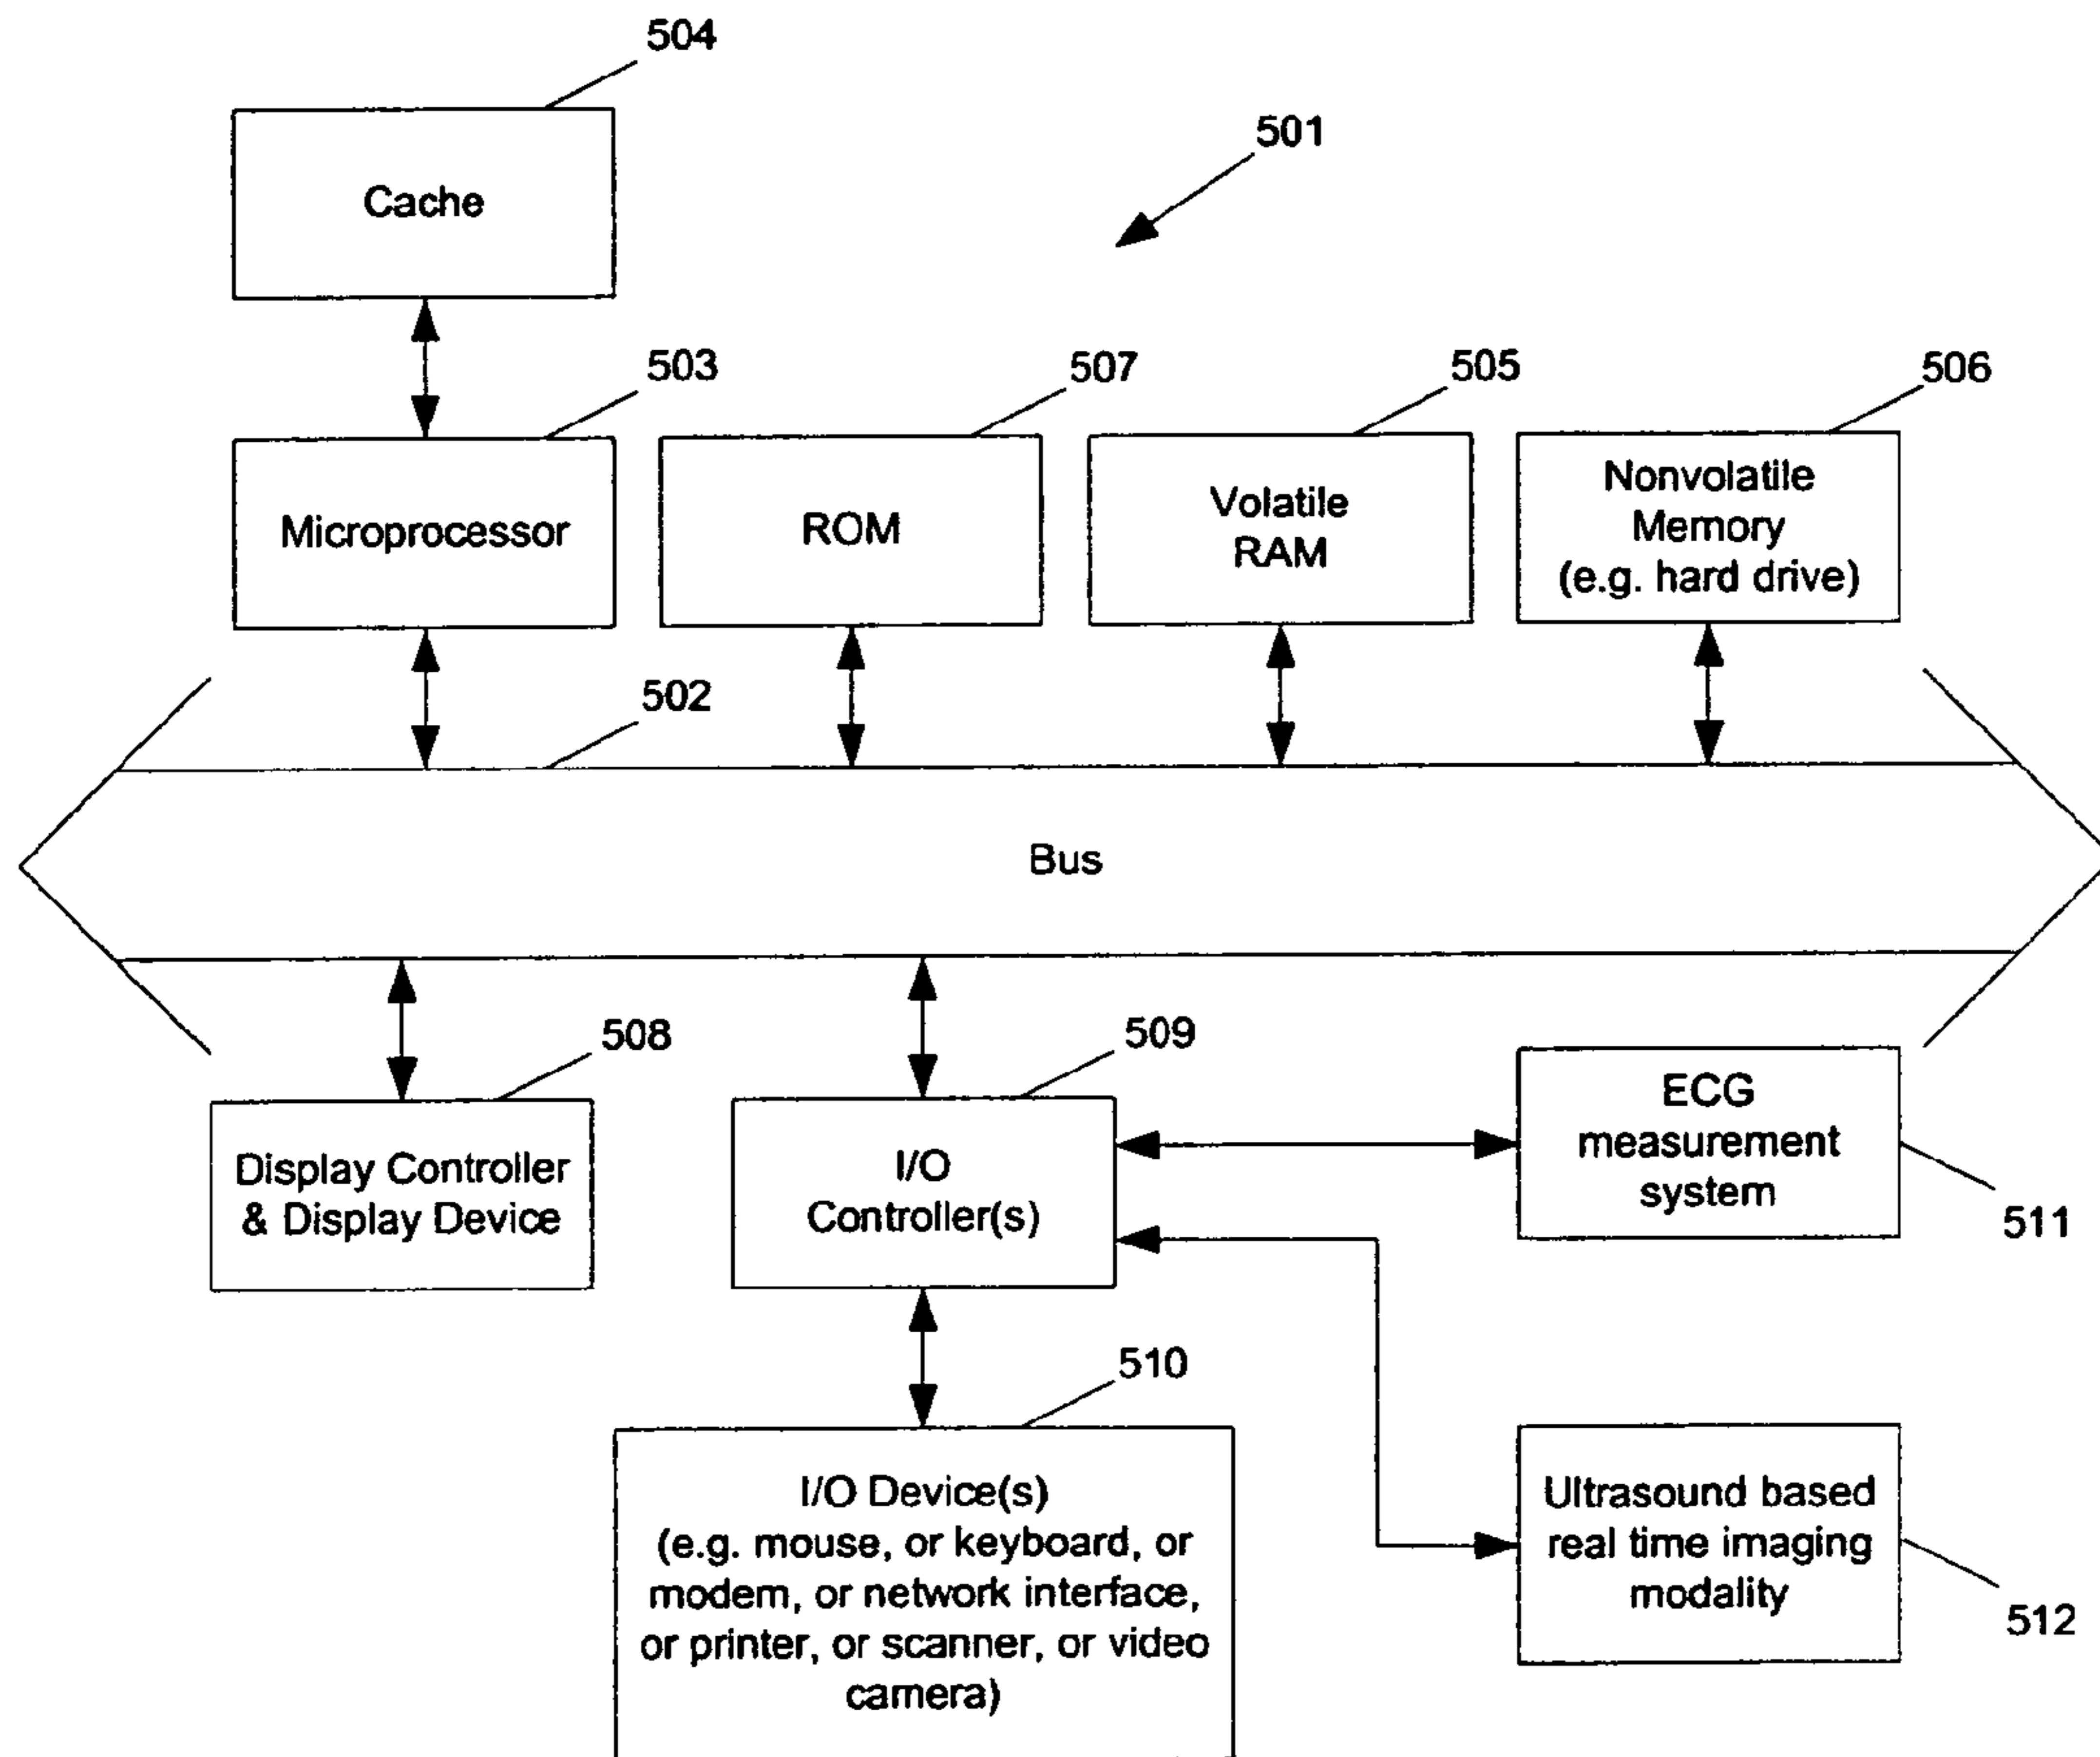 504
Cache
501
503
507
505
506
Microprocessor
ROM
Volatile
RAM
Nonvolatile
Memory
(e.g. hard drive)
502
Bus
508
509
Display Controller
& Display Device
I/O
Controller(s)
ECG
measurement
system
511
510
I/O Device(s)
(e.g. mouse, or keyboard, or
modem, or network interface,
or printer, or scanner, or video
camera)
Ultrasound based
real time imaging
modality
512